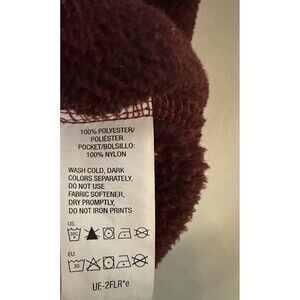 100% POLYESTER/
POLIÉSTER
POCKET/BOLSILLO:
100% NYLON
WASH COLD, DARK
COLORS SEPARATELY,
DO NOT USE
FABRIC SOFTENER,
DRY PROMPTLY,
DO NOT IRON PRINTS
US:
EU:
30
UE-2FLR*e